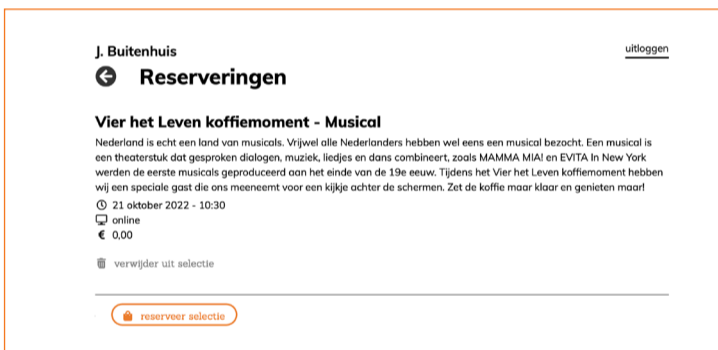 J. Buitenhuis
uitloggen
Reserveringen
Vier het Leven koffiemoment - Musical
Nederland is echt een land van musicals. Vrijwel alle Nederlanders hebben wel eens een musical bezocht. Een musical is
een theaterstuk dat gesproken dialogen, muziek, liedjes en dans combineert, zoals MAMMA MIA! en EVITA In New York
werden de eerste musicals geproduceerd aan het einde van de 19e eeuw. Tijdens het Vier het Leven koffiemoment hebben
wij een speciale gast die ons meeneemt voor een kijkje achter de schermen. Zet de koffie maar klaar en genieten maar!
21 oktober 2022 - 10:30
online
€ 0,00
verwijder uit selectie
reserveer selectie